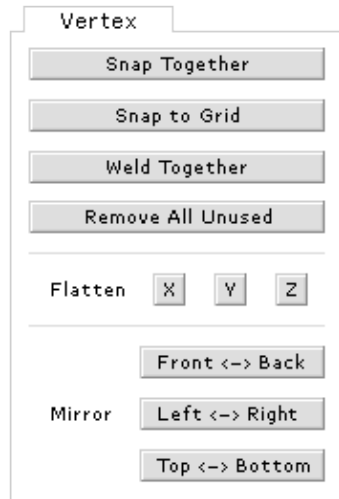 Vertex
Snap Together
Snap to Grid
Weld Together
Remove All Unused
Flatten X Y Z
Front <-> Back
Mirror Left <-> Right
Top <-> Bottom